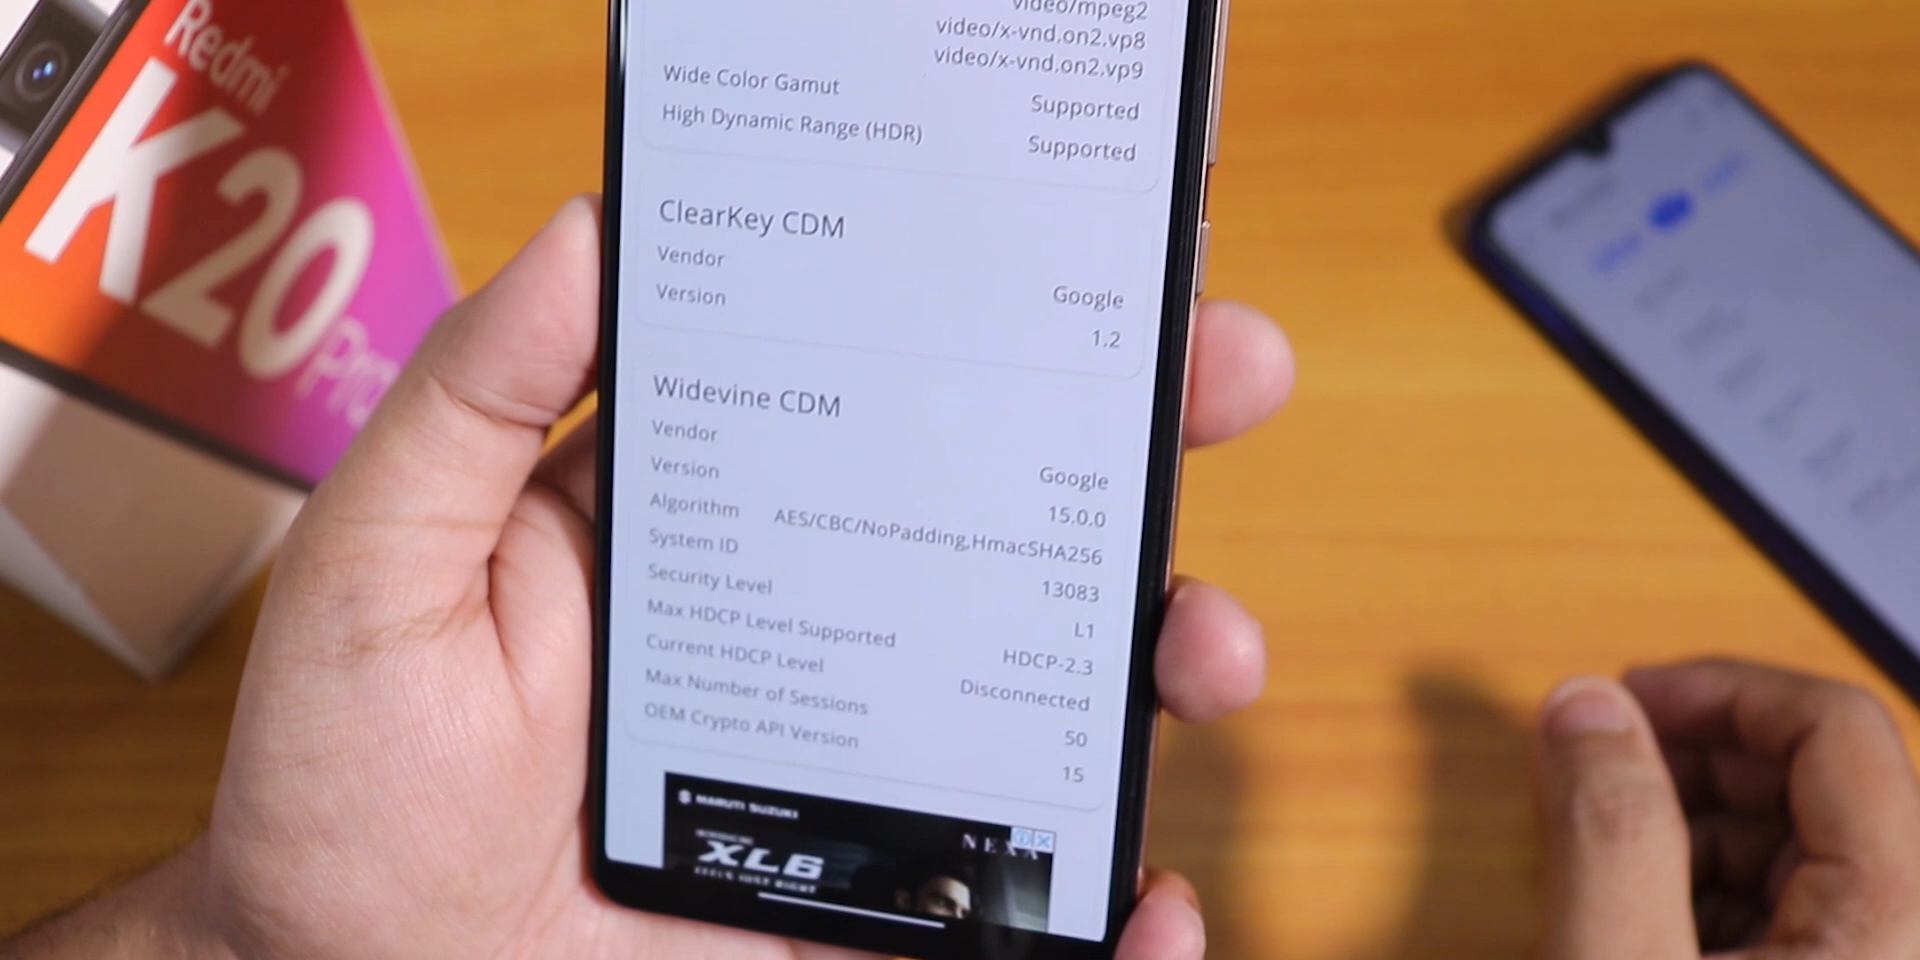 Redmi
K20 Pro
video/mpeg2
video/x-vnd.on2.vp8
video/x-vnd.on2.vp9
Wide Color Gamut Supported
High Dynamic Range (HDR) Supported
ClearKey CDM
Vendor Google
Version 1.2
Widevine CDM
Vendor Google
Version 15.0.0
Algorithm AES/CBC/NoPadding,HmacSHA256
System ID 13083
Security Level L1
Max HDCP Level Supported HDCP-2.3
Current HDCP Level Disconnected
Max Number of Sessions 50
OEM Crypto API Version 15
MARUTI SUZUKI
NEXA
XL6
FEELS JUST RIGHT